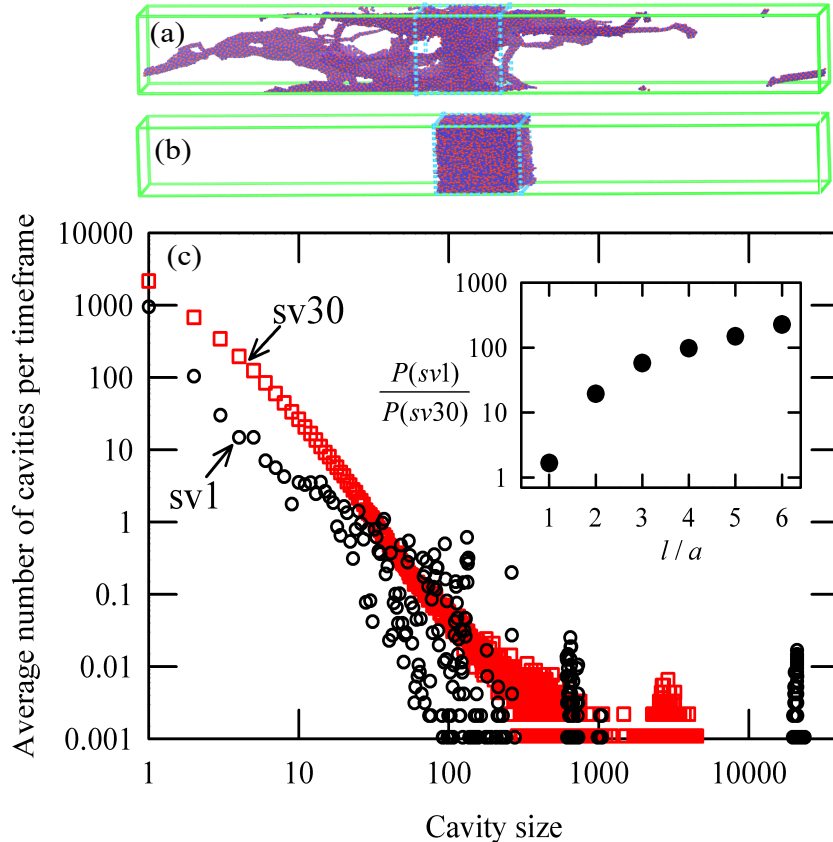 (a)
(b)
(c)
Average number of cavities per timeframe
10000
1000
100
10
1
0.1
0.01
0.001
sv30
sv1
P(sv1)
P(sv30)
1000
100
10
1
1 2 3 4 5 6
l / a
1 10 100 1000 10000
Cavity size